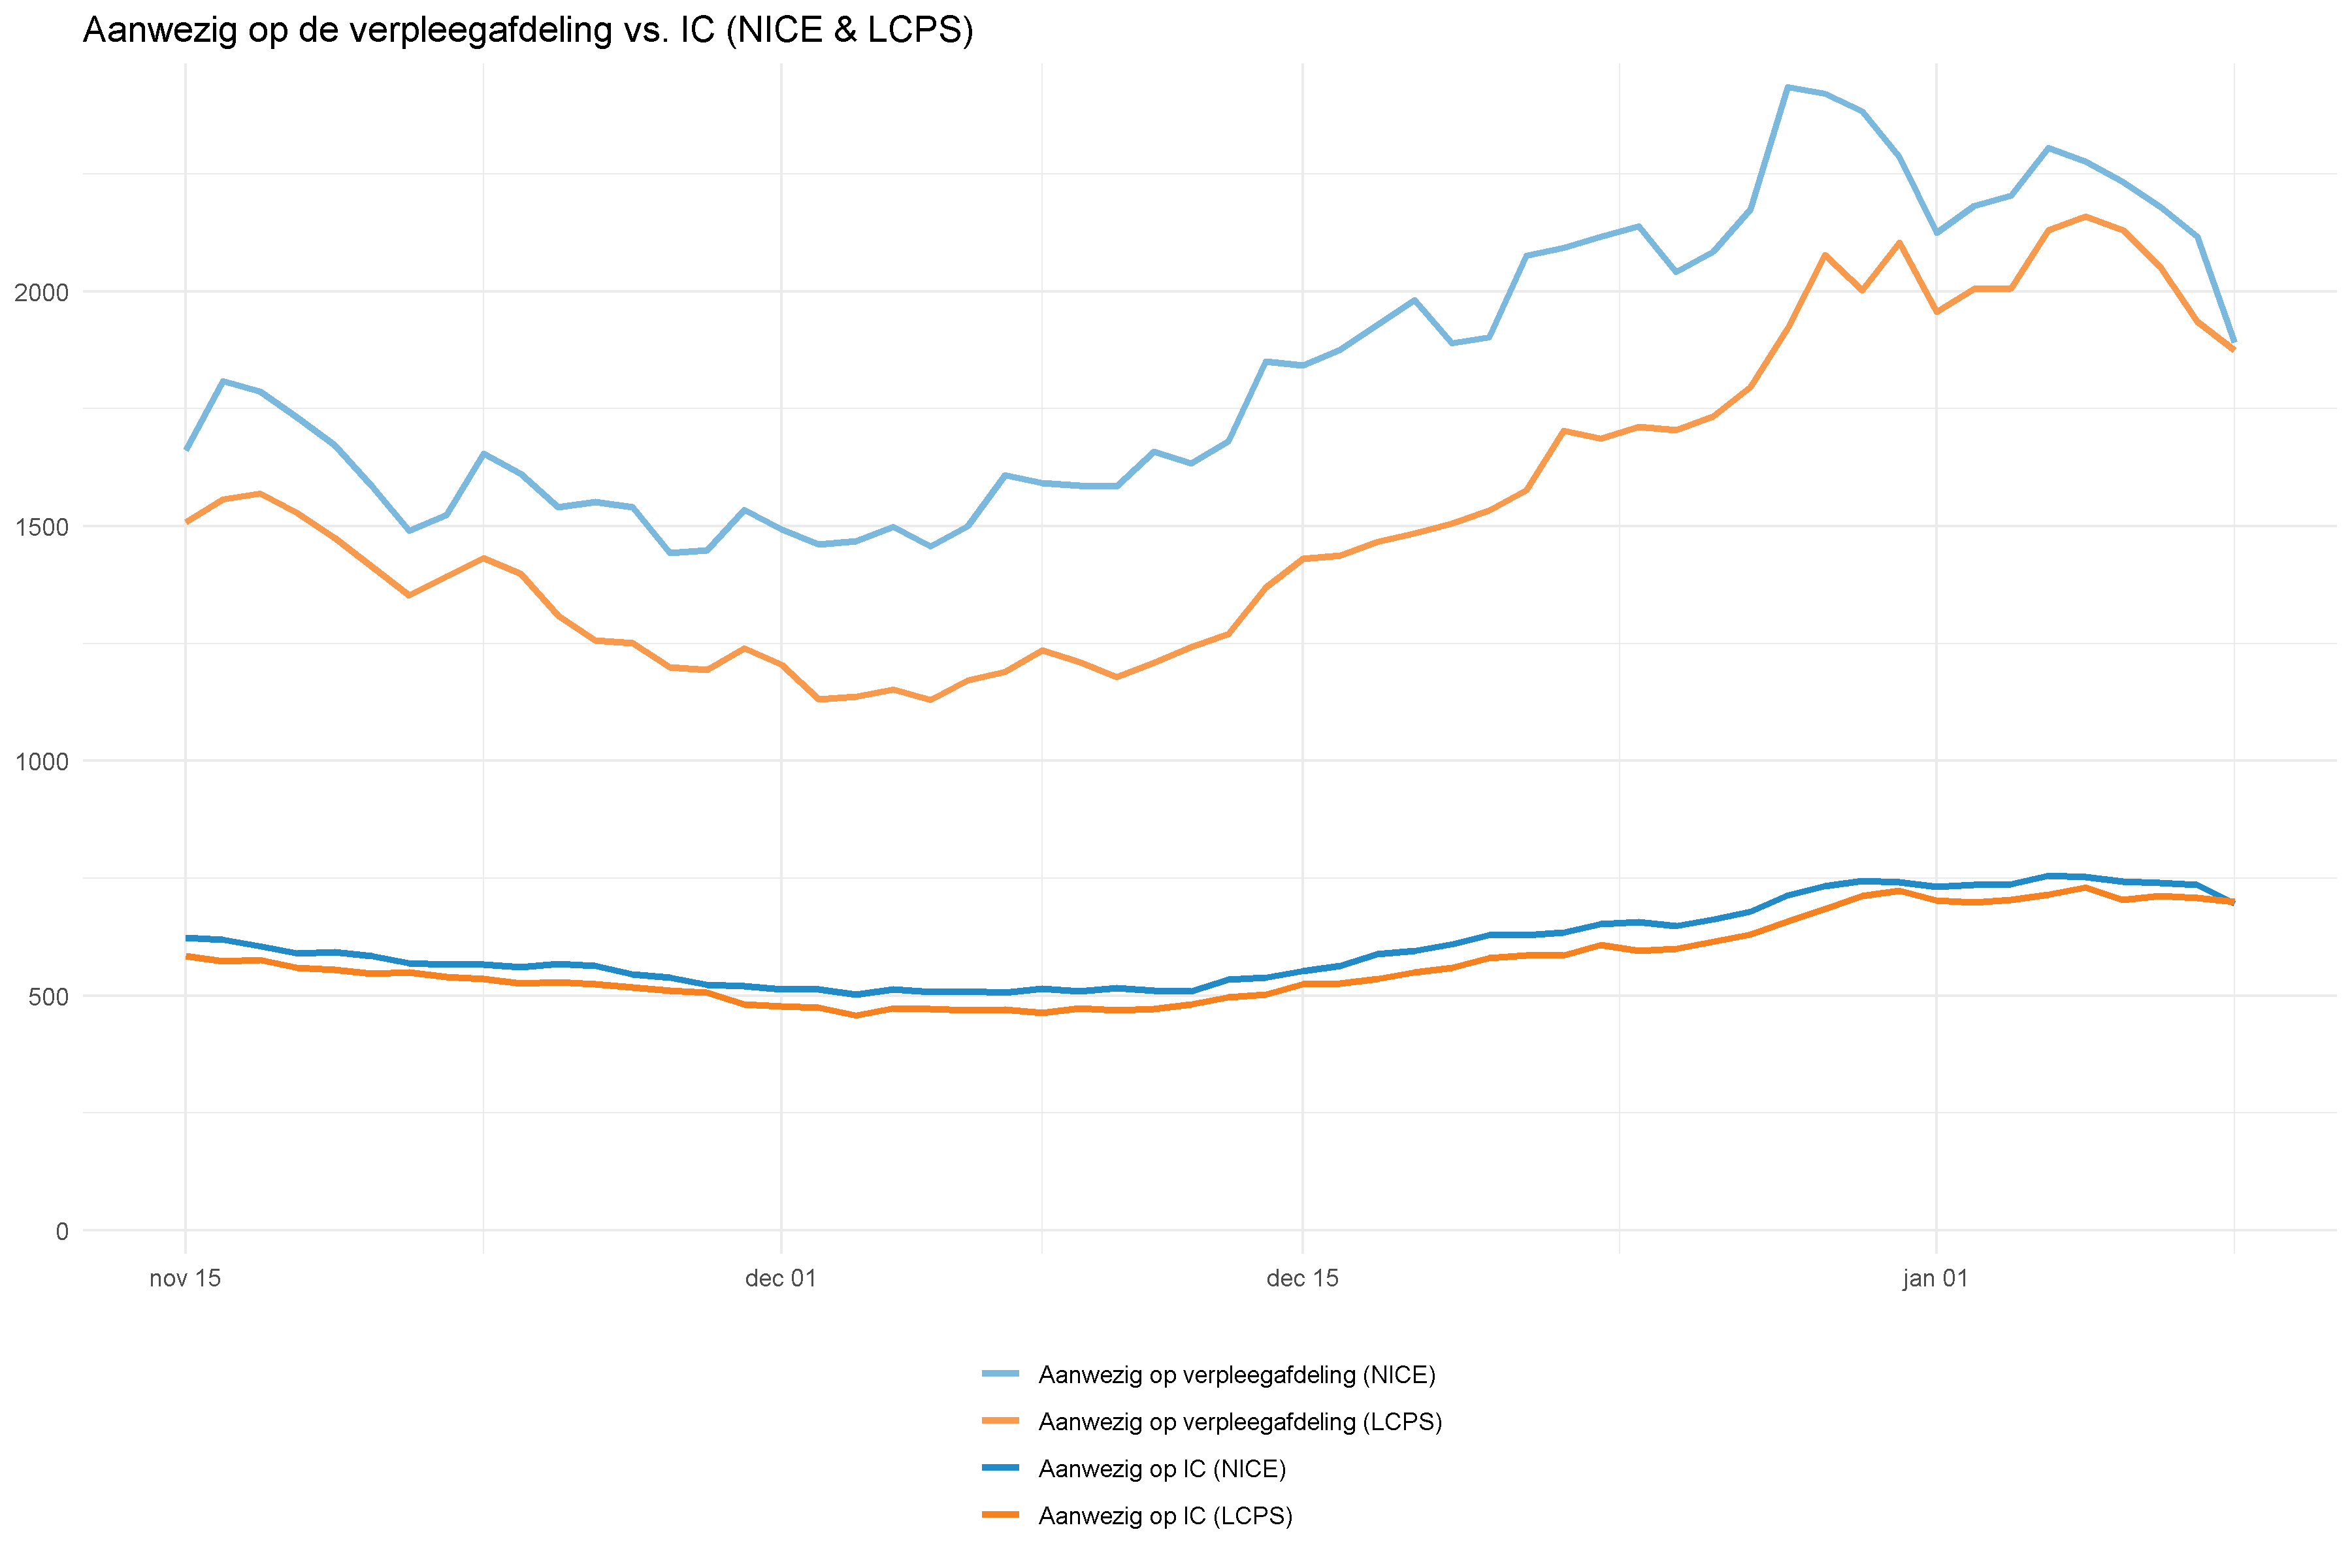 Aanwezig op de verpleegafdeling vs. IC (NICE & LCPS)
2000
1500
1000
500
0
nov 15
dec 01
dec 15
jan 01
Aanwezig op verpleegafdeling (NICE)
Aanwezig op verpleegafdeling (LCPS)
Aanwezig op IC (NICE)
Aanwezig op IC (LCPS)